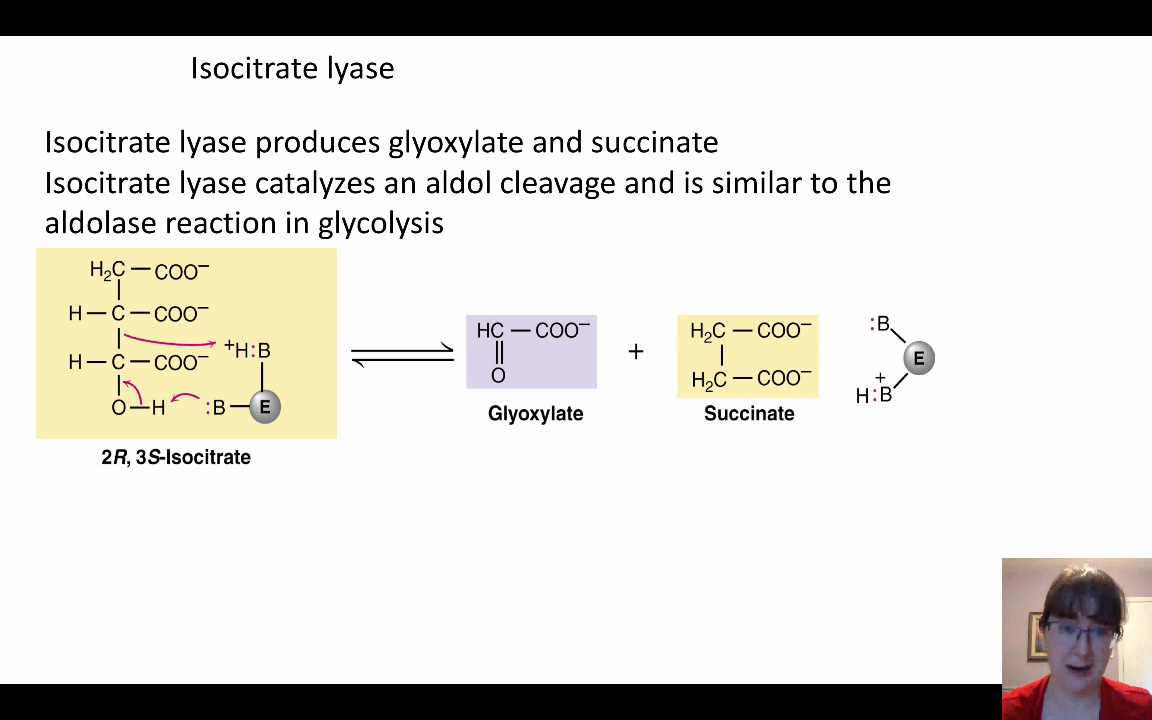 Isocitrate lyase
Isocitrate lyase produces glyoxylate and succinate
Isocitrate lyase catalyzes an aldol cleavage and is similar to the
aldolase reaction in glycolysis
H₂C — COO⁻
H — C — COO⁻
⁺H:B
H — C — COO⁻
O — H :B — E
2R, 3S-Isocitrate
HC — COO⁻
O
Glyoxylate
+
H₂C — COO⁻
H₂C — COO⁻
Succinate
:B
E
+
H:B